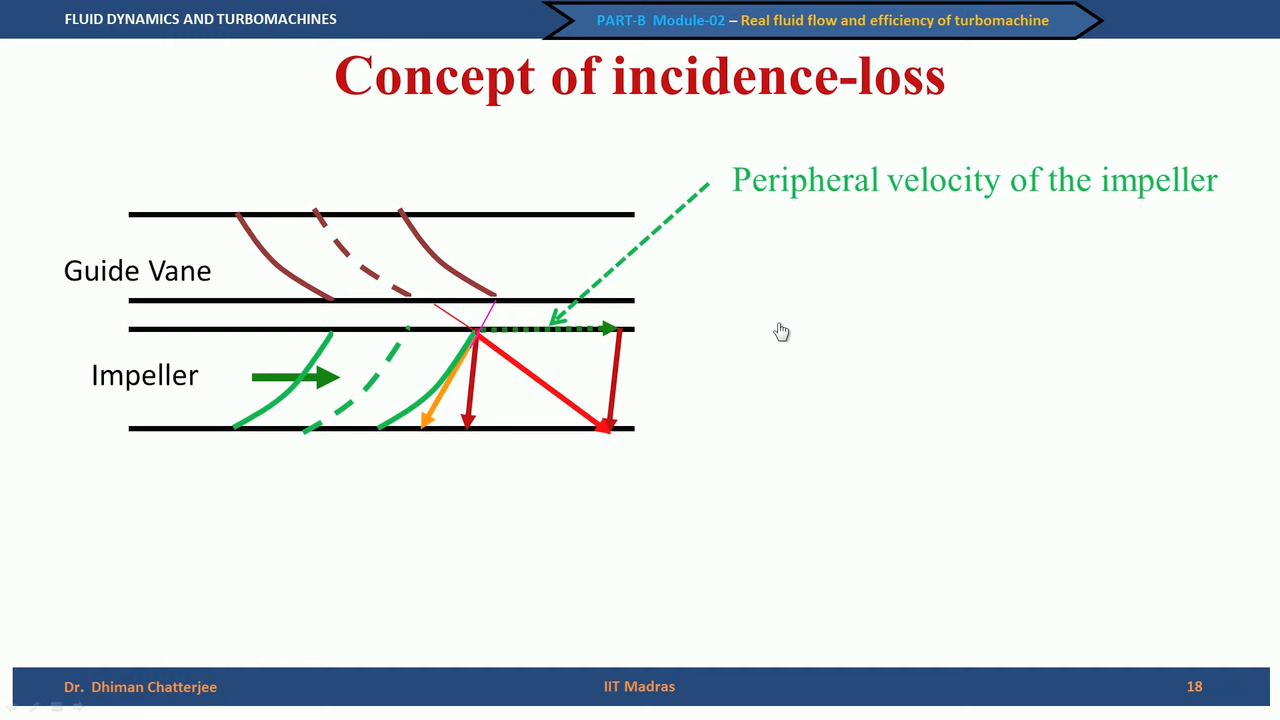 FLUID DYNAMICS AND TURBOMACHINES
PART-B Module-02 – Real fluid flow and efficiency of turbomachine
Concept of incidence-loss
Peripheral velocity of the impeller
Guide Vane
Impeller
Dr. Dhiman Chatterjee
IIT Madras
18